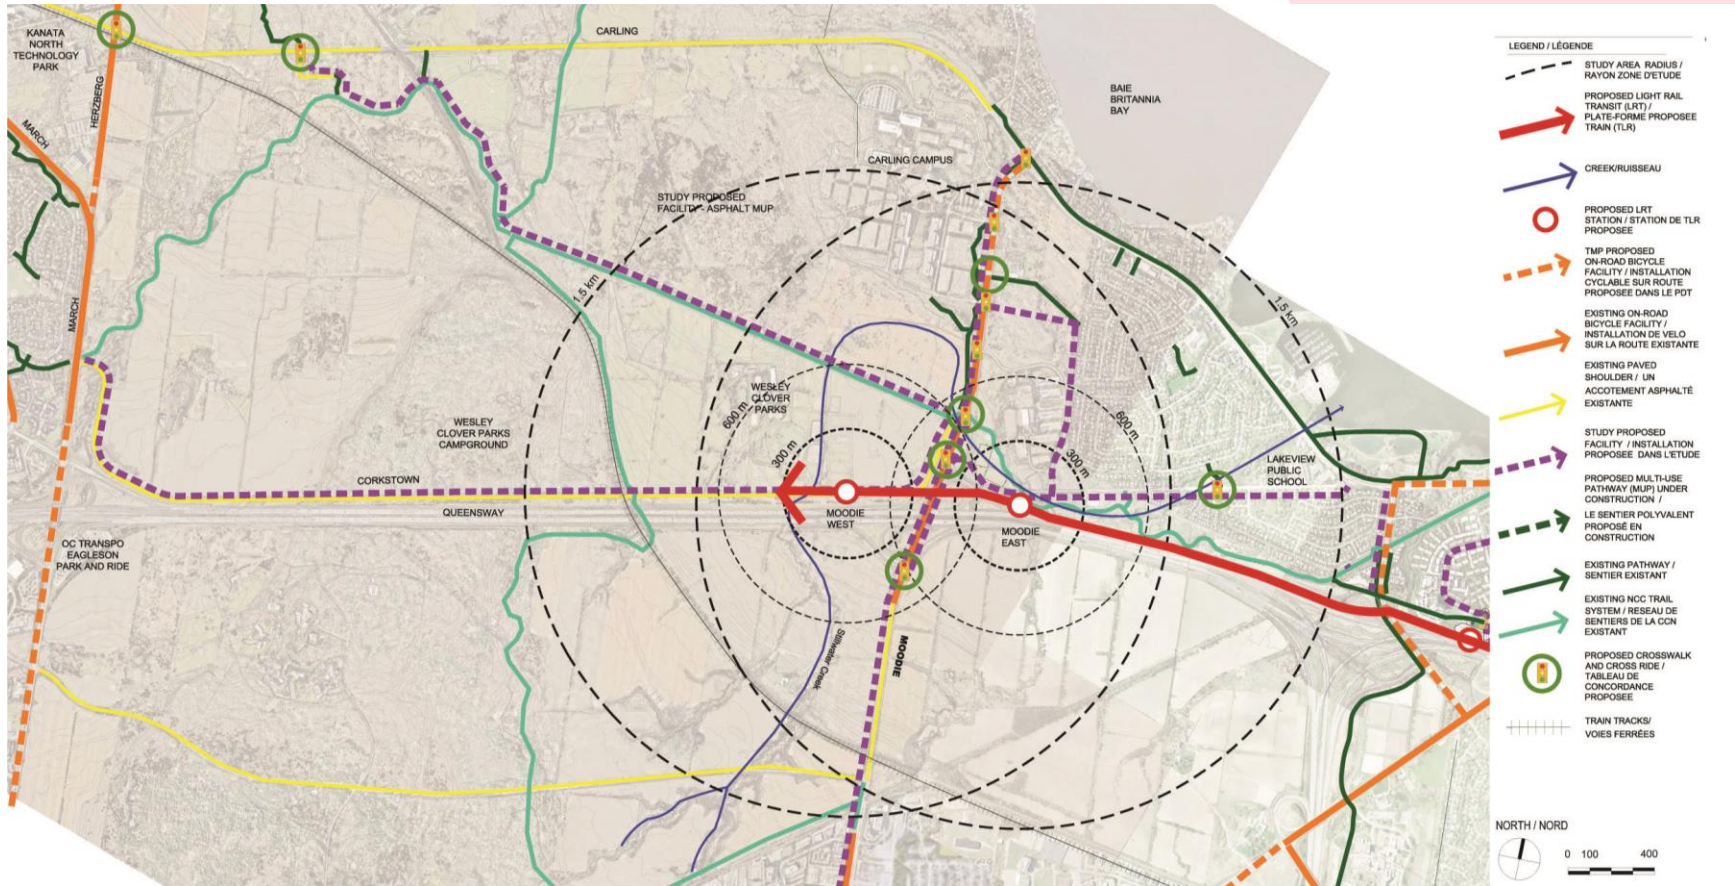 KANATA
NORTH
TECHNOLOGY
PARK
HERZBERG
MARCH
MARCH
CARLING
BAIE
BRITANNIA
BAY
CARLING CAMPUS
STUDY PROPOSED
FACILITY - ASPHALT MUP
1.5 km
1.5 km
WESLEY
CLOVER
PARKS
600 m
600 m
300 m
300 m
WESLEY
CLOVER PARKS
CAMPGROUND
LAKEVIEW
PUBLIC
SCHOOL
CORKSTOWN
QUEENSWAY
MOODIE
WEST
MOODIE
EAST
OC TRANSPO
EAGLESON
PARK AND RIDE
Stillwater Creek
MOODIE
LEGEND / LÉGENDE
STUDY AREA RADIUS /
RAYON ZONE D'ETUDE
PROPOSED LIGHT RAIL
TRANSIT (LRT) /
PLATE-FORME PROPOSEE
TRAIN (TLR)
CREEK/RUISSEAU
PROPOSED LRT
STATION / STATION DE TLR
PROPOSEE
TMP PROPOSED
ON-ROAD BICYCLE
FACILITY / INSTALLATION
CYCLABLE SUR ROUTE
PROPOSEE DANS LE PDT
EXISTING ON-ROAD
BICYCLE FACILITY /
INSTALLATION DE VELO
SUR LA ROUTE EXISTANTE
EXISTING PAVED
SHOULDER / UN
ACCOTEMENT ASPHALTÉ
EXISTANTE
STUDY PROPOSED
FACILITY / INSTALLATION
PROPOSEE DANS L'ETUDE
PROPOSED MULTI-USE
PATHWAY (MUP) UNDER
CONSTRUCTION /
LE SENTIER POLYVALENT
PROPOSÉ EN
CONSTRUCTION
EXISTING PATHWAY /
SENTIER EXISTANT
EXISTING NCC TRAIL
SYSTEM / RESEAU DE
SENTIERS DE LA CCN
EXISTANT
PROPOSED CROSSWALK
AND CROSS RIDE /
TABLEAU DE
CONCORDANCE
PROPOSEE
TRAIN TRACKS/
VOIES FERRÉES
NORTH / NORD
0 100 400